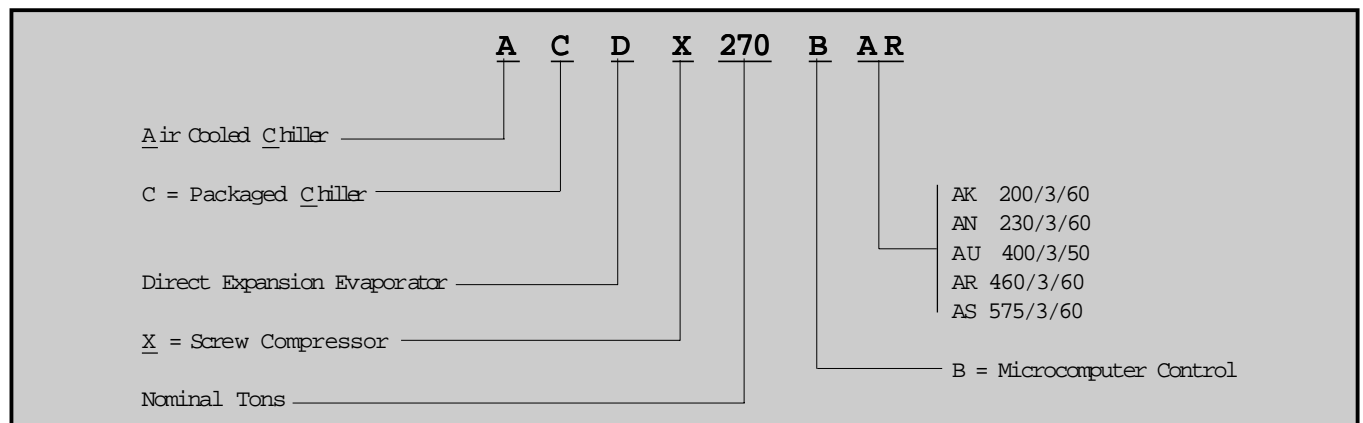 A C D X 270 B AR
Air Cooled Chiller
C = Packaged Chiller
Direct Expansion Evaporator
X = Screw Compressor
Nominal Tons
AK 200/3/60
AN 230/3/60
AU 400/3/50
AR 460/3/60
AS 575/3/60
B = Microcomputer Control